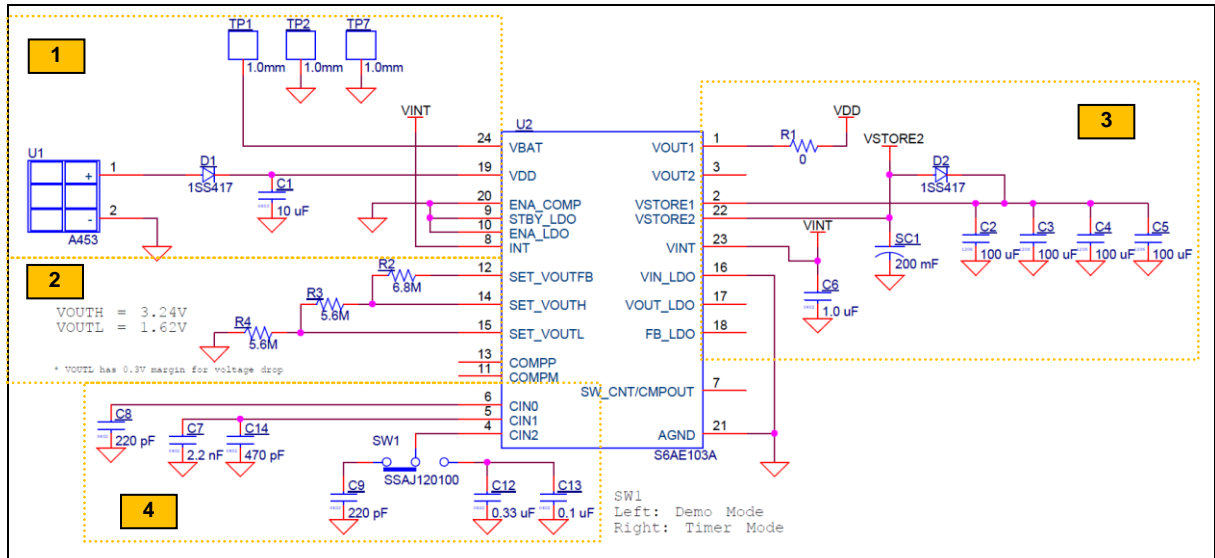 1
TP1
TP2
TP7
1.0mm
1.0mm
1.0mm
VINT
U1
1
+
2
-
A453
D1
1SS417
C1
10 uF
U2
24
VBAT
19
VDD
20
ENA_COMP
9
STBY_LDO
10
ENA_LDO
8
INT
12
SET_VOUTFB
14
SET_VOUTH
15
SET_VOUTL
13
COMPP
11
COMPM
6
CIN0
5
CIN1
4
CIN2
VOUT1
1
VOUT2
3
VSTORE1
2
VSTORE2
22
VINT
23
VIN_LDO
16
VOUT_LDO
17
FB_LDO
18
SW_CNT/CMPOUT
7
AGND
21
S6AE103A
3
VDD
R1
0
VSTORE2
D2
1SS417
VINT
SC1
200 mF
C2
100 uF
C3
100 uF
C4
100 uF
C5
100 uF
C6
1.0 uF
2
VOUTH = 3.24V
VOUTL = 1.62V
* VOUTL has 0.3V margin for voltage drop
R2
6.8M
R3
5.6M
R4
5.6M
C8
220 pF
C7
2.2 nF
C14
470 pF
4
SW1
SSAJ120100
C9
220 pF
C12
0.33 uF
C13
0.1 uF
SW1
Left: Demo Mode
Right: Timer Mode